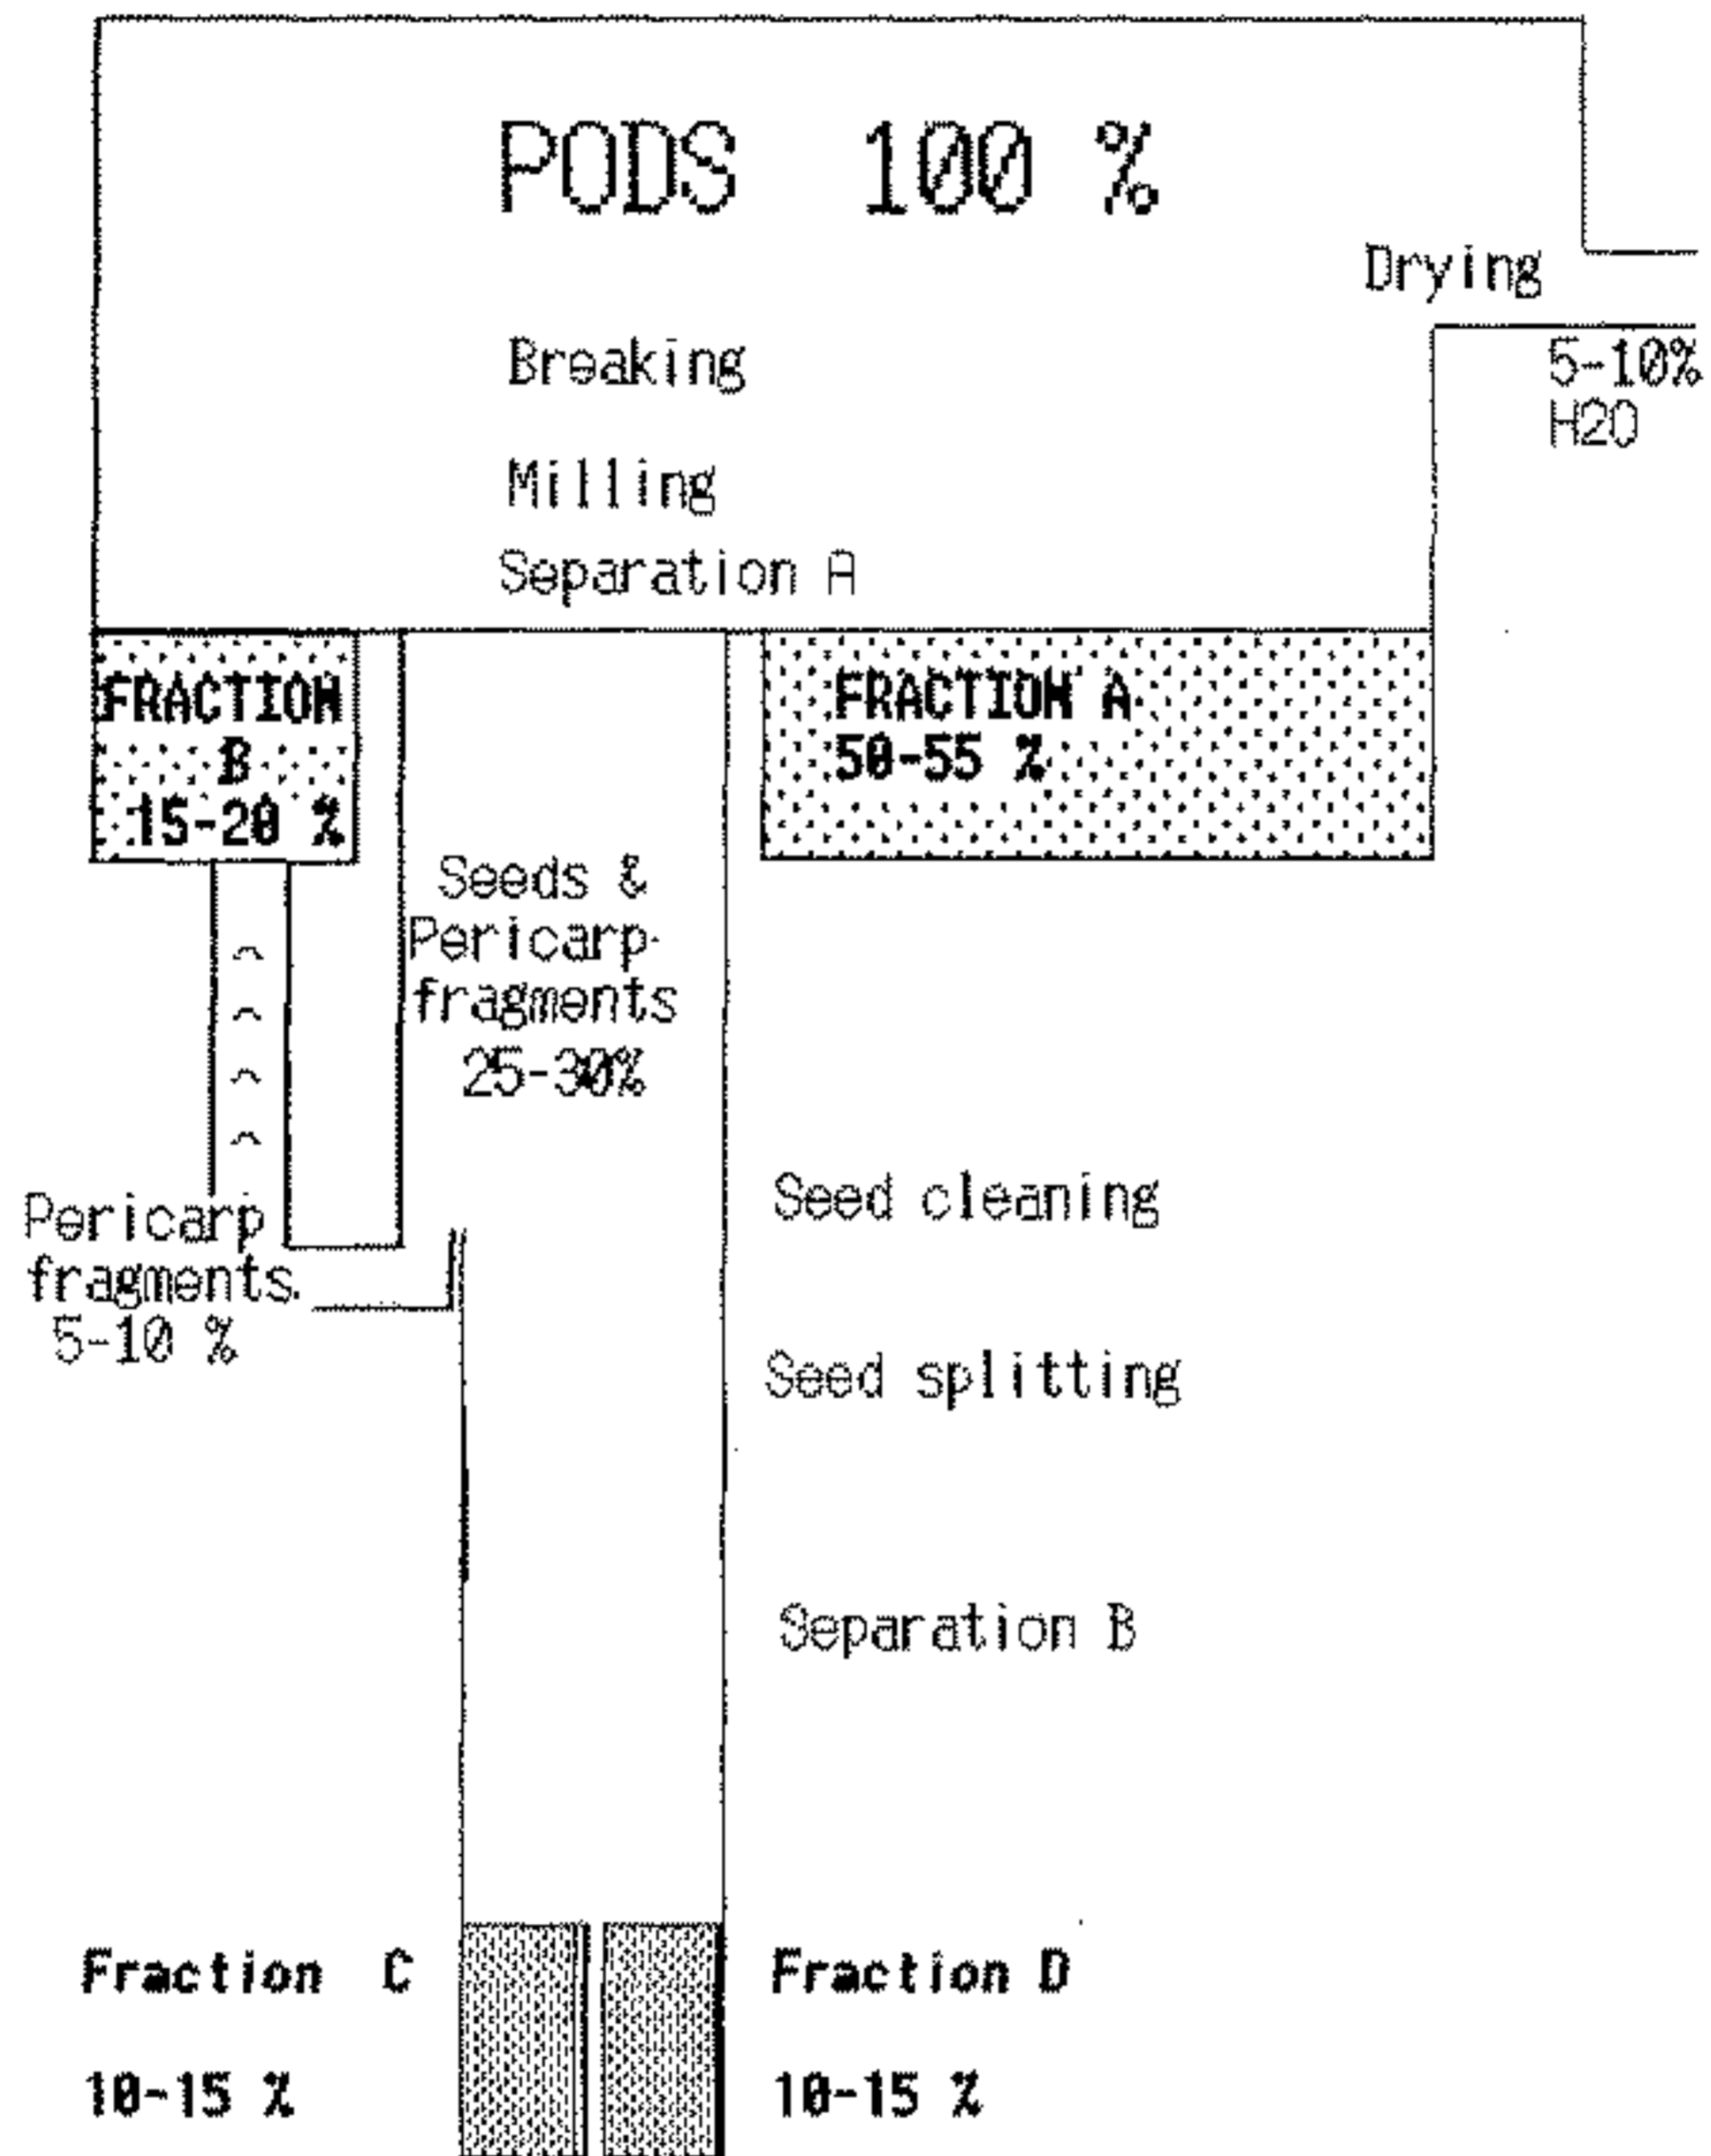 PODS 100 %
Drying
5-10%
H2O
Breaking
Milling
Separation A
FRACTION
B
15-20 %
FRACTION A
50-55 %
Seeds &
Pericarp
fragments
25-30%
Pericarp
fragments
5-10 %
Seed cleaning
Seed splitting
Separation B
Fraction C
10-15 %
Fraction D
10-15 %